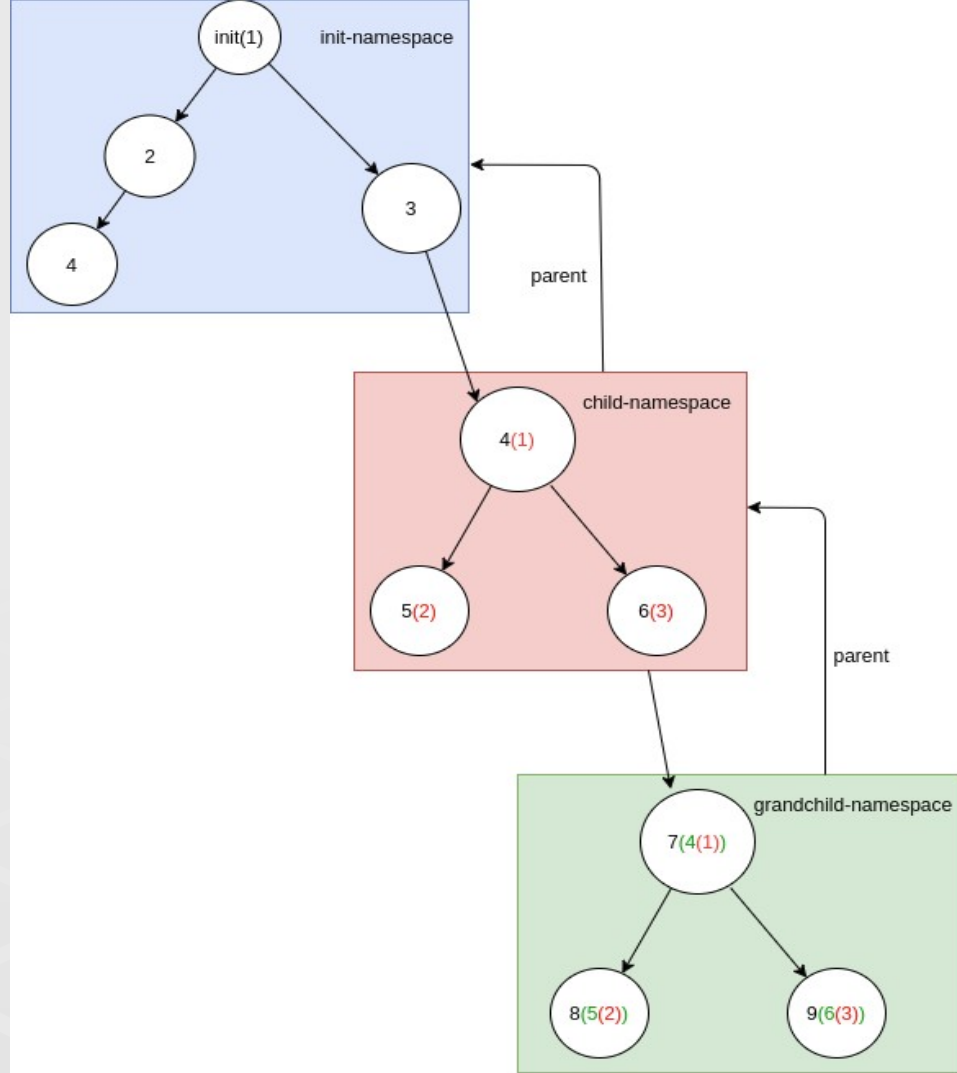 init(1)
init-namespace
2
3
4
parent
child-namespace
4(1)
5(2)
6(3)
parent
grandchild-namespace
7(4(1))
8(5(2))
9(6(3))